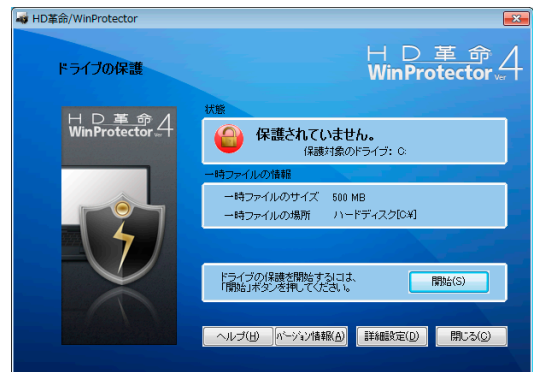 HD革命/WinProtector
ドライブの保護
HD革命
WinProtector Ver 4
HD革命
WinProtector 4
状態
保護されていません。
保護対象のドライブ: C:
一時ファイルの情報
一時ファイルのサイズ 500 MB
一時ファイルの場所 ハードディスク[C:¥]
ドライブの保護を開始するには、
「開始」ボタンを押してください。
開始(S)
ヘルプ(H) バージョン情報(A) 詳細設定(D) 閉じる(C)